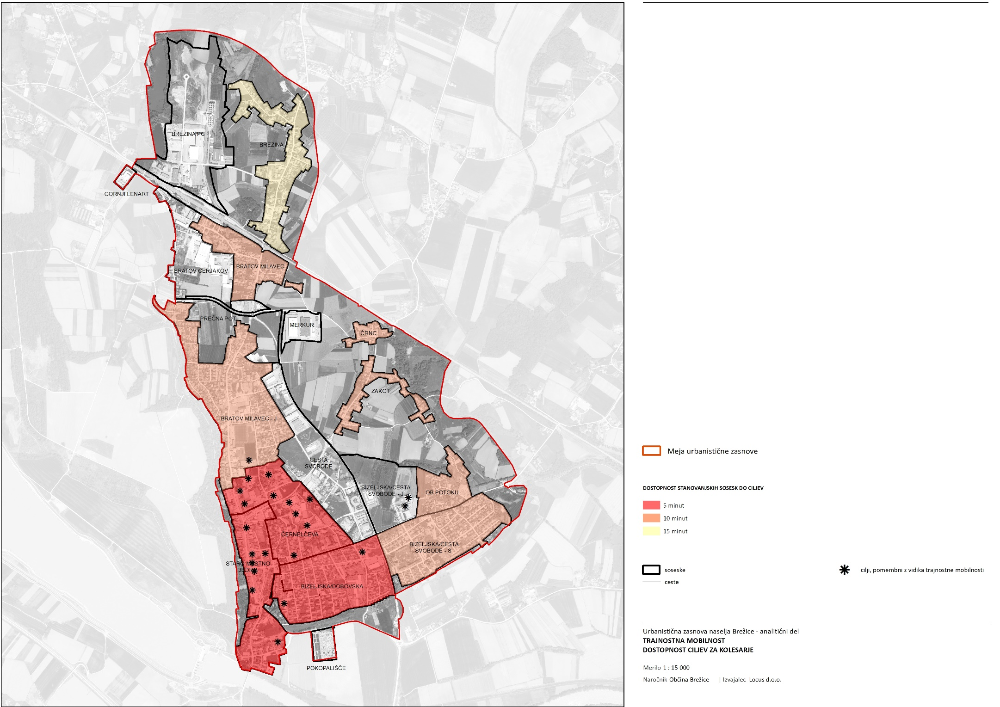 BREZINA PC
BREZINA
GORNJI LENART
BRATOV CERJAKOV
BRATOV MILAVEC
PREČNA POT
MERKUR
ČRNC
ZAKOT
BRATOV MILAVEC - J
CESTA
SVOBODE
BIZELJSKA/CESTA
SVOBODE - J
OB POTOKU
ČERNELČEVA
BIZELJSKA/CESTA
SVOBODE - S
STARO MESTNO
JEDRO
BIZELJSKA/DOBOVSKA
POKOPALIŠČE
Meja urbanistične zasnove
DOSTOPNOST STANOVANJSKIH SOSESK DO CILJEV
5 minut
10 minut
15 minut
soseske
cilji, pomembni z vidika trajnostne mobilnosti
ceste
Urbanistična zasnova naselja Brežice - analitični del
TRAJNOSTNA MOBILNOST
DOSTOPNOST CILJEV ZA KOLESARJE
Merilo 1 : 15 000
Naročnik Občina Brežice | Izvajalec Locus d.o.o.